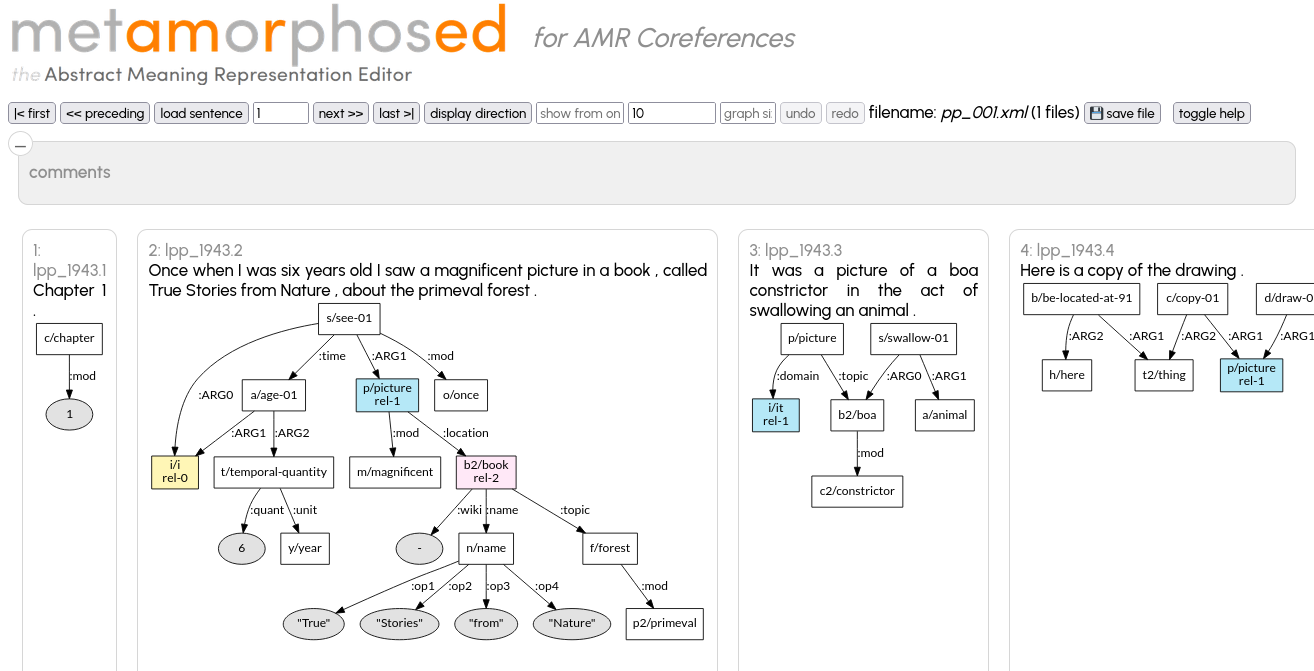 metamorphosed for AMR Coreferences
the Abstract Meaning Representation Editor
|< first << preceding load sentence 1 next >> last >| display direction show from on 10 graph si undo redo filename: pp_001.xml (1 files) save file toggle help
comments
1: lpp_1943.1
Chapter 1 .
c/chapter
:mod
1
2: lpp_1943.2
Once when I was six years old I saw a magnificent picture in a book , called
True Stories from Nature , about the primeval forest .
s/see-01
:ARG0 :time :ARG1 :mod
a/age-01 p/picture rel-1 o/once
:ARG1 :ARG2 :mod :location
i/i rel-0 t/temporal-quantity m/magnificent b2/book rel-2
:quant :unit :wiki :name :topic
6 y/year - n/name f/forest
:op1 :op2 :op3 :op4 :mod
"True" "Stories" "from" "Nature" p2/primeval
3: lpp_1943.3
It was a picture of a boa
constrictor in the act of
swallowing an animal .
p/picture s/swallow-01
:domain :topic :ARG0 :ARG1
i/it rel-1 b2/boa a/animal
:mod
c2/constrictor
4: lpp_1943.4
Here is a copy of the drawing .
b/be-located-at-91 c/copy-01 d/draw-0
:ARG2 :ARG1 :ARG2 :ARG1 :ARG1
h/here t2/thing p/picture rel-1